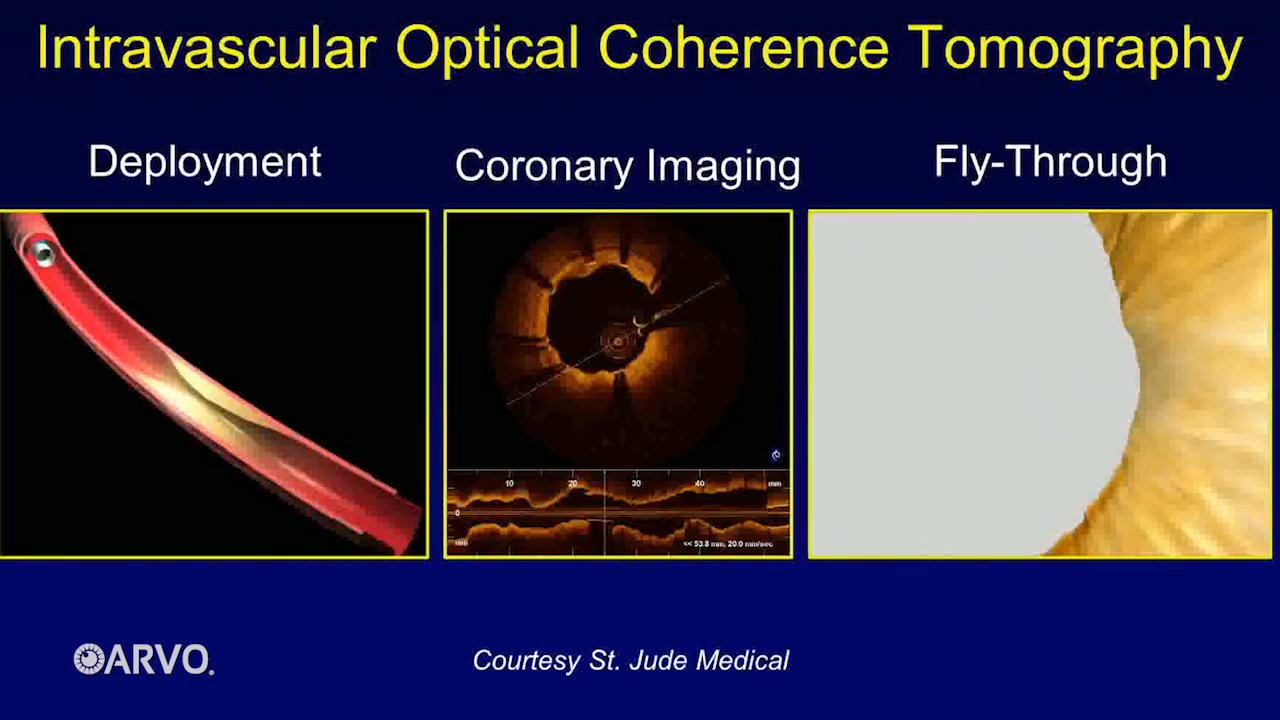 Intravascular Optical Coherence Tomography
Deployment
Coronary Imaging
Fly-Through
10 20 30 40 mm
0
mm
<< 53.8 mm, 20.0 mm/sec
ARVO.
Courtesy St. Jude Medical